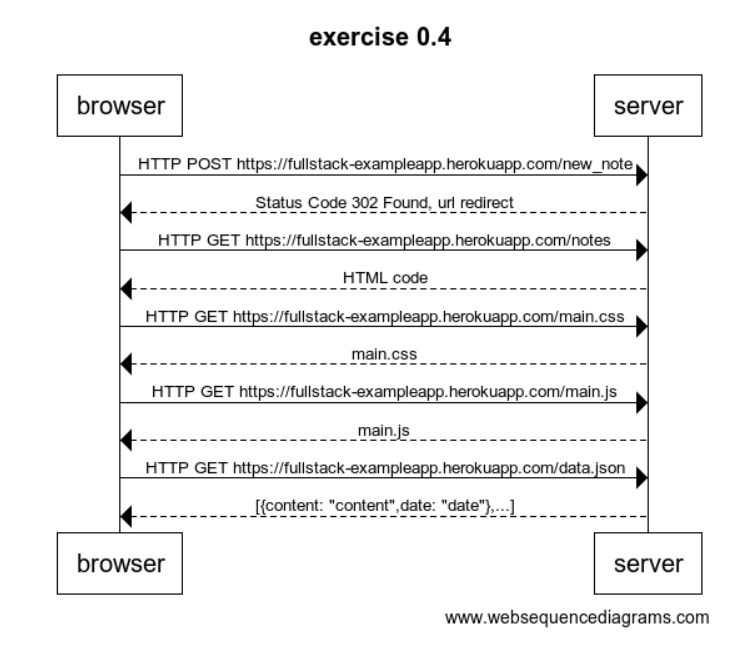 exercise 0.4
browser
server
HTTP POST https://fullstack-exampleapp.herokuapp.com/new_note
Status Code 302 Found, url redirect
HTTP GET https://fullstack-exampleapp.herokuapp.com/notes
HTML code
HTTP GET https://fullstack-exampleapp.herokuapp.com/main.css
main.css
HTTP GET https://fullstack-exampleapp.herokuapp.com/main.js
main.js
HTTP GET https://fullstack-exampleapp.herokuapp.com/data.json
[{content: "content",date: "date"},...]
browser
server
www.websequencediagrams.com